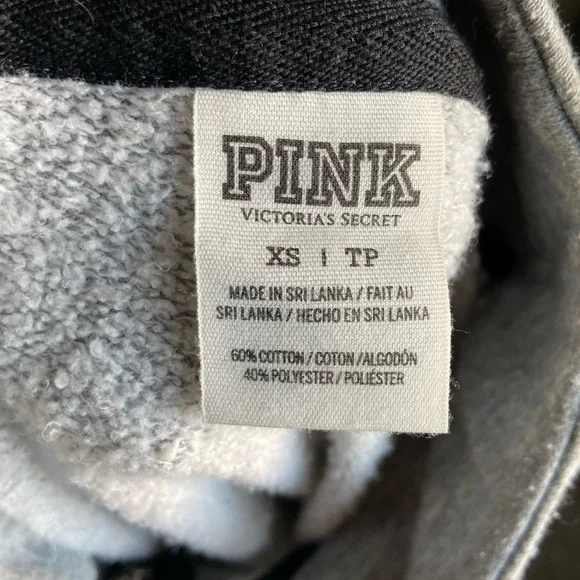 PINK
VICTORIA'S SECRET
XS | TP
MADE IN SRI LANKA / FAIT AU
SRI LANKA / HECHO EN SRI LANKA
60% COTTON / COTON / ALGODÓN
40% POLYESTER / POLIÉSTER